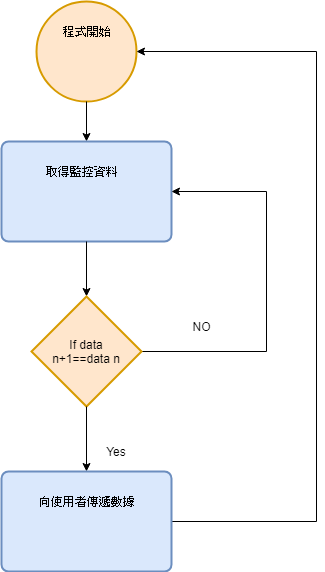 程式開始
取得監控資料
If data
n+1==data n
NO
Yes
向使用者傳遞數據